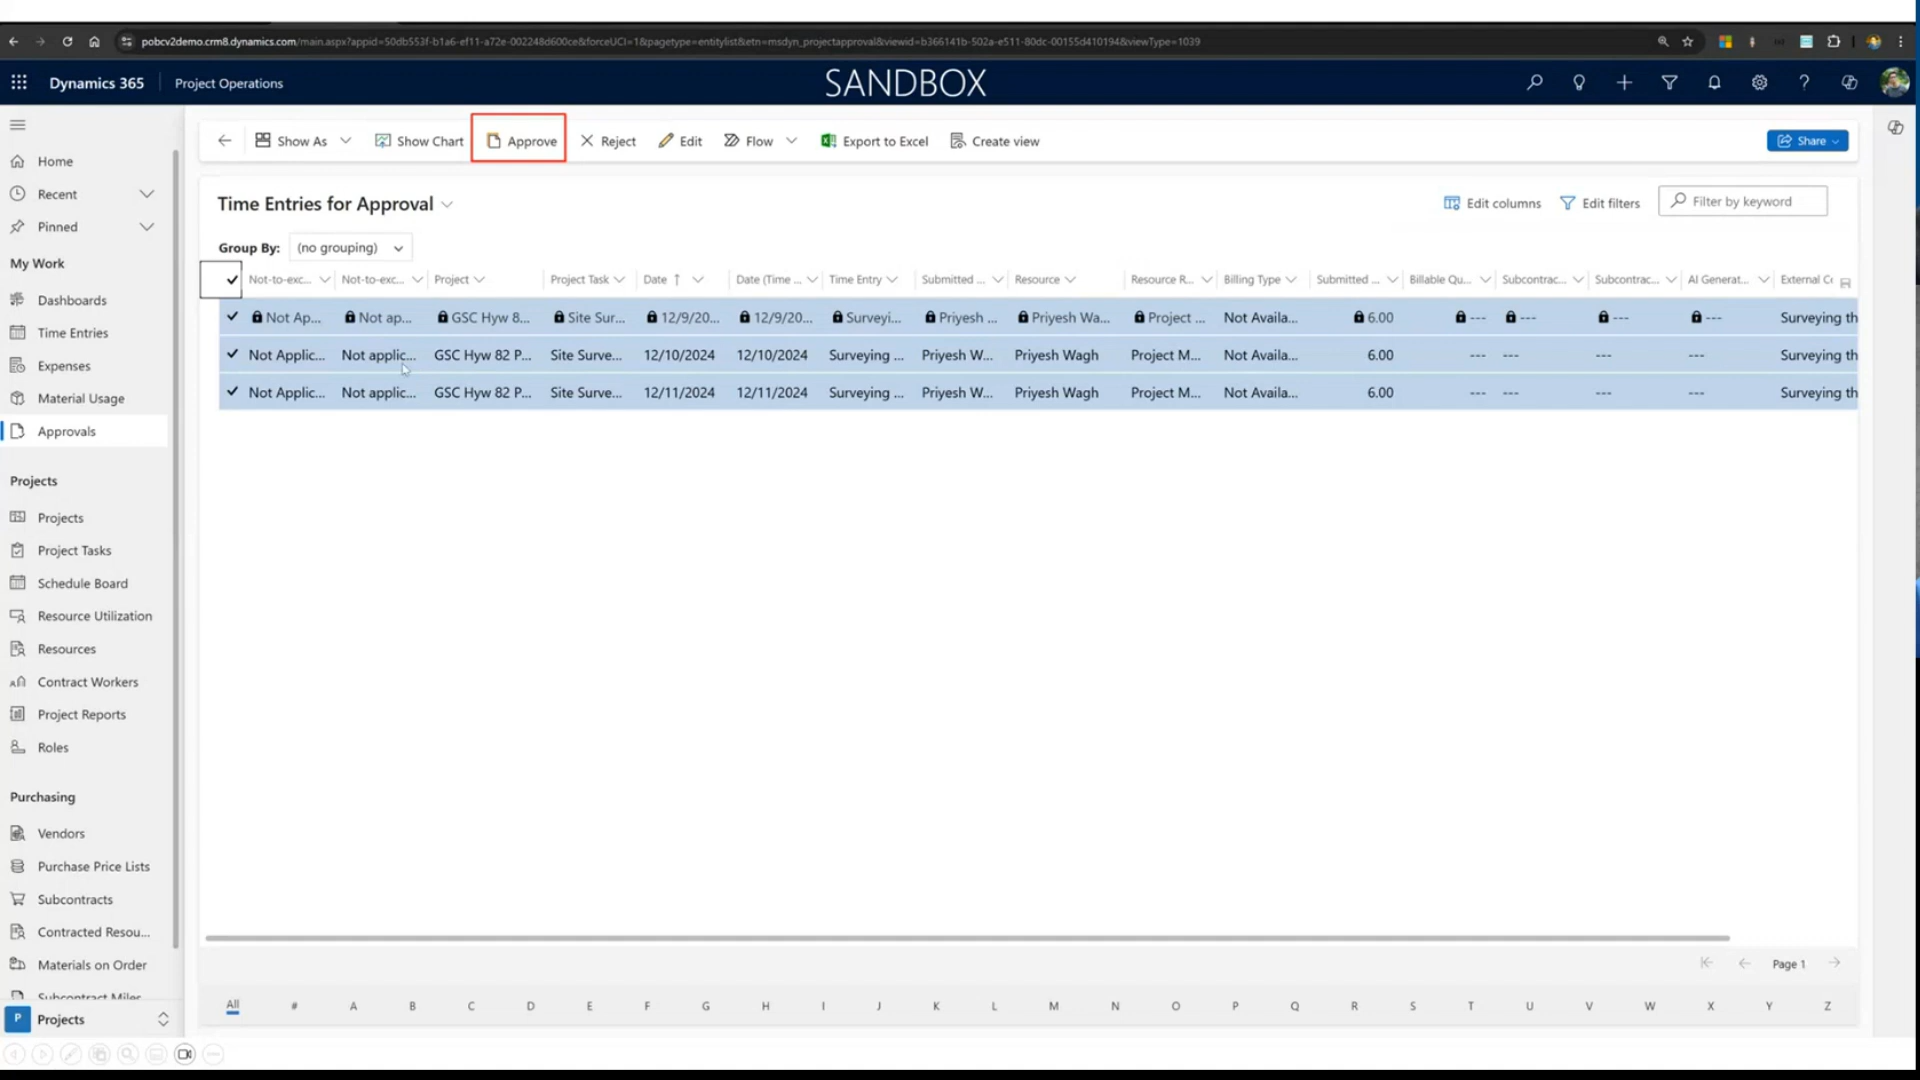 pobcv2demo.crm8.dynamics.com/main.aspx?appid=50db553f-b1a6-ef11-a72e-002248d600ce&forceUCI=1&pagetype=entitylist&etn=msdyn_projectapproval&viewid=b366141b-502a-e511-80dc-00155d410194&viewType=1039
Dynamics 365 Project Operations SANDBOX
Show As Show Chart Approve Reject Edit Flow Export to Excel Create view Share
Home
Recent
Pinned
My Work
Dashboards
Time Entries
Expenses
Material Usage
Approvals
Projects
Projects
Project Tasks
Schedule Board
Resource Utilization
Resources
Contract Workers
Project Reports
Roles
Purchasing
Vendors
Purchase Price Lists
Subcontracts
Contracted Resou...
Materials on Order
Subcontract Miles
P Projects
Time Entries for Approval Edit columns Edit filters Filter by keyword
Group By: (no grouping)
Not-to-exc... Not-to-exc... Project Project Task Date Date (Time ... Time Entry Submitted ... Resource Resource R... Billing Type Submitted ... Billable Qu... Subcontrac... Subcontrac... AI Generat... External Cr
Not Ap... Not ap... GSC Hyw 8... Site Sur... 12/9/20... 12/9/20... Surveyi... Priyesh ... Priyesh Wa... Project ... Not Availa... 6.00 --- --- --- --- Surveying th
Not Applic... Not applic... GSC Hyw 82 P... Site Surve... 12/10/2024 12/10/2024 Surveying ... Priyesh W... Priyesh Wagh Project M... Not Availa... 6.00 --- --- --- --- Surveying th
Not Applic... Not applic... GSC Hyw 82 P... Site Surve... 12/11/2024 12/11/2024 Surveying ... Priyesh W... Priyesh Wagh Project M... Not Availa... 6.00 --- --- --- --- Surveying th
Page 1
All # A B C D E F G H I J K L M N O P Q R S T U V W X Y Z